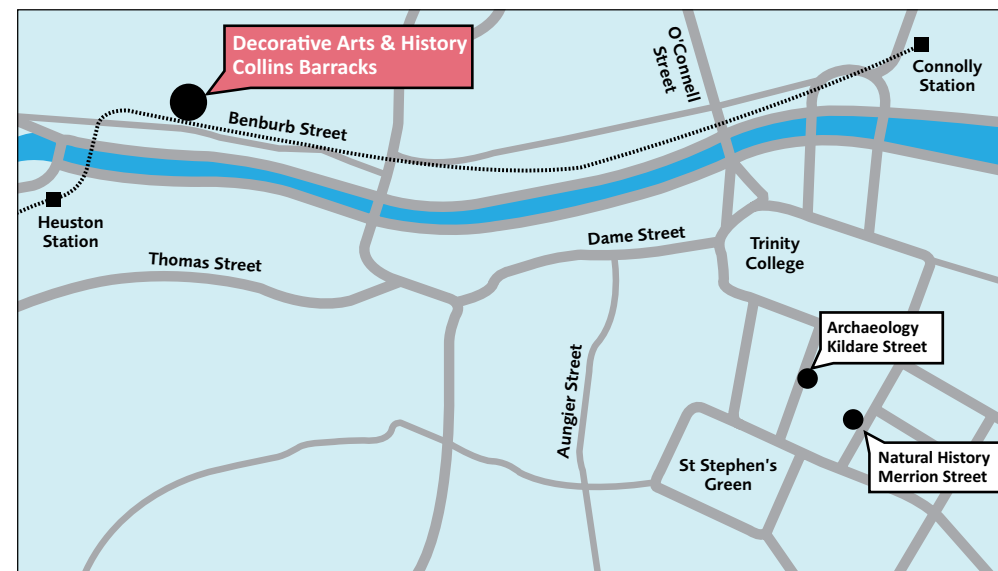 Decorative Arts & History
Collins Barracks
O'Connell
Street
Connolly
Station
Benburb Street
Heuston
Station
Thomas Street
Dame Street
Trinity
College
Archaeology
Kildare Street
Aungier Street
St Stephen's
Green
Natural History
Merrion Street